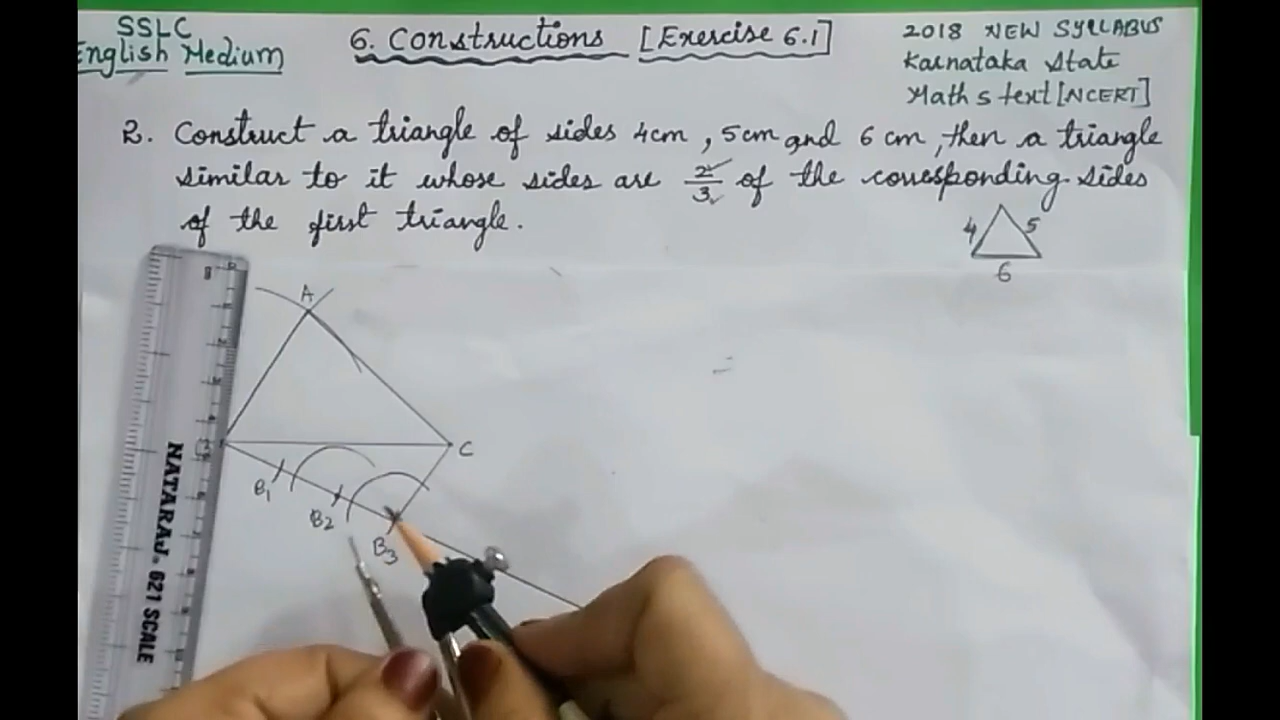 SSLC
English Medium
6. Constructions [Exercise 6.1]
2018 NEW SYLLABUS
Karnataka State
Maths text [NCERT]
2. Construct a triangle of sides 4cm, 5cm and 6 cm, then a triangle
similar to it whose sides are 2/3 of the corresponding sides
of the first triangle.
4 5
6
A
C
B1
B2
B3
NATARAJ 621 SCALE